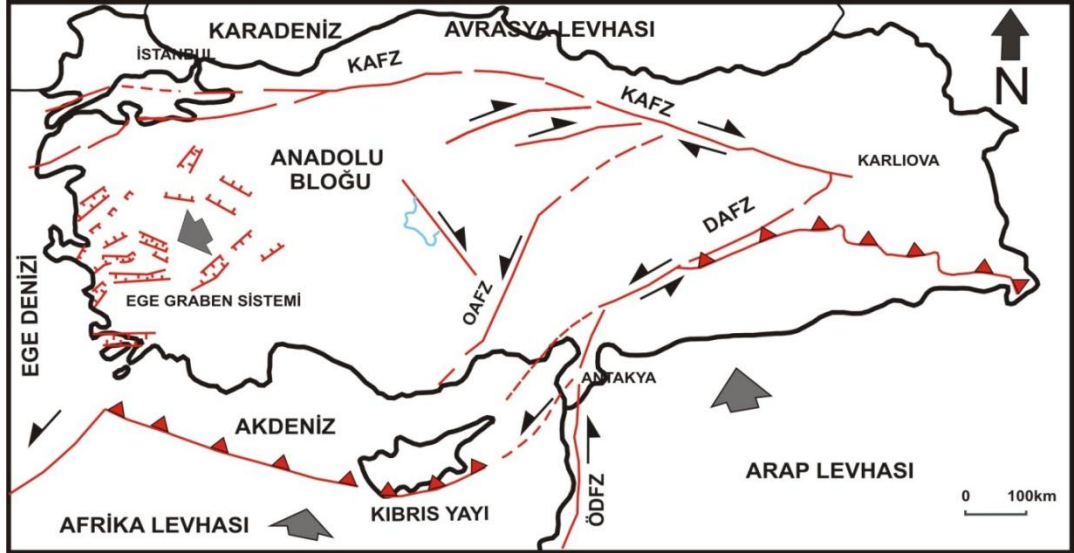 KARADENİZ
AVRASYA LEVHASI
İSTANBUL
KAFZ
KAFZ
N
ANADOLU
BLOĞU
KARLIOVA
DAFZ
EGE DENİZİ
EGE GRABEN SİSTEMİ
OAFZ
ANTAKYA
AKDENİZ
ÖDFZ
ARAP LEVHASI
KIBRIS YAYI
AFRİKA LEVHASI
0 100km